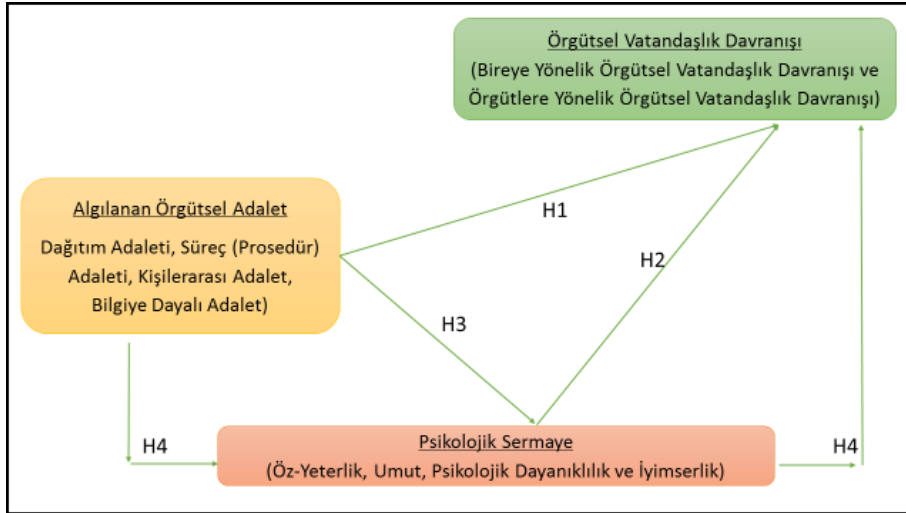 Örgütsel Vatandaşlık Davranışı
(Bireye Yönelik Örgütsel Vatandaşlık Davranışı ve
Örgütlere Yönelik Örgütsel Vatandaşlık Davranışı)
Algılanan Örgütsel Adalet
Dağıtım Adaleti, Süreç (Prosedür)
Adaleti, Kişilerarası Adalet,
Bilgiye Dayalı Adalet)
H1
H2
H3
H4
Psikolojik Sermaye
(Öz-Yeterlik, Umut, Psikolojik Dayanıklılık ve İyimserlik)
H4